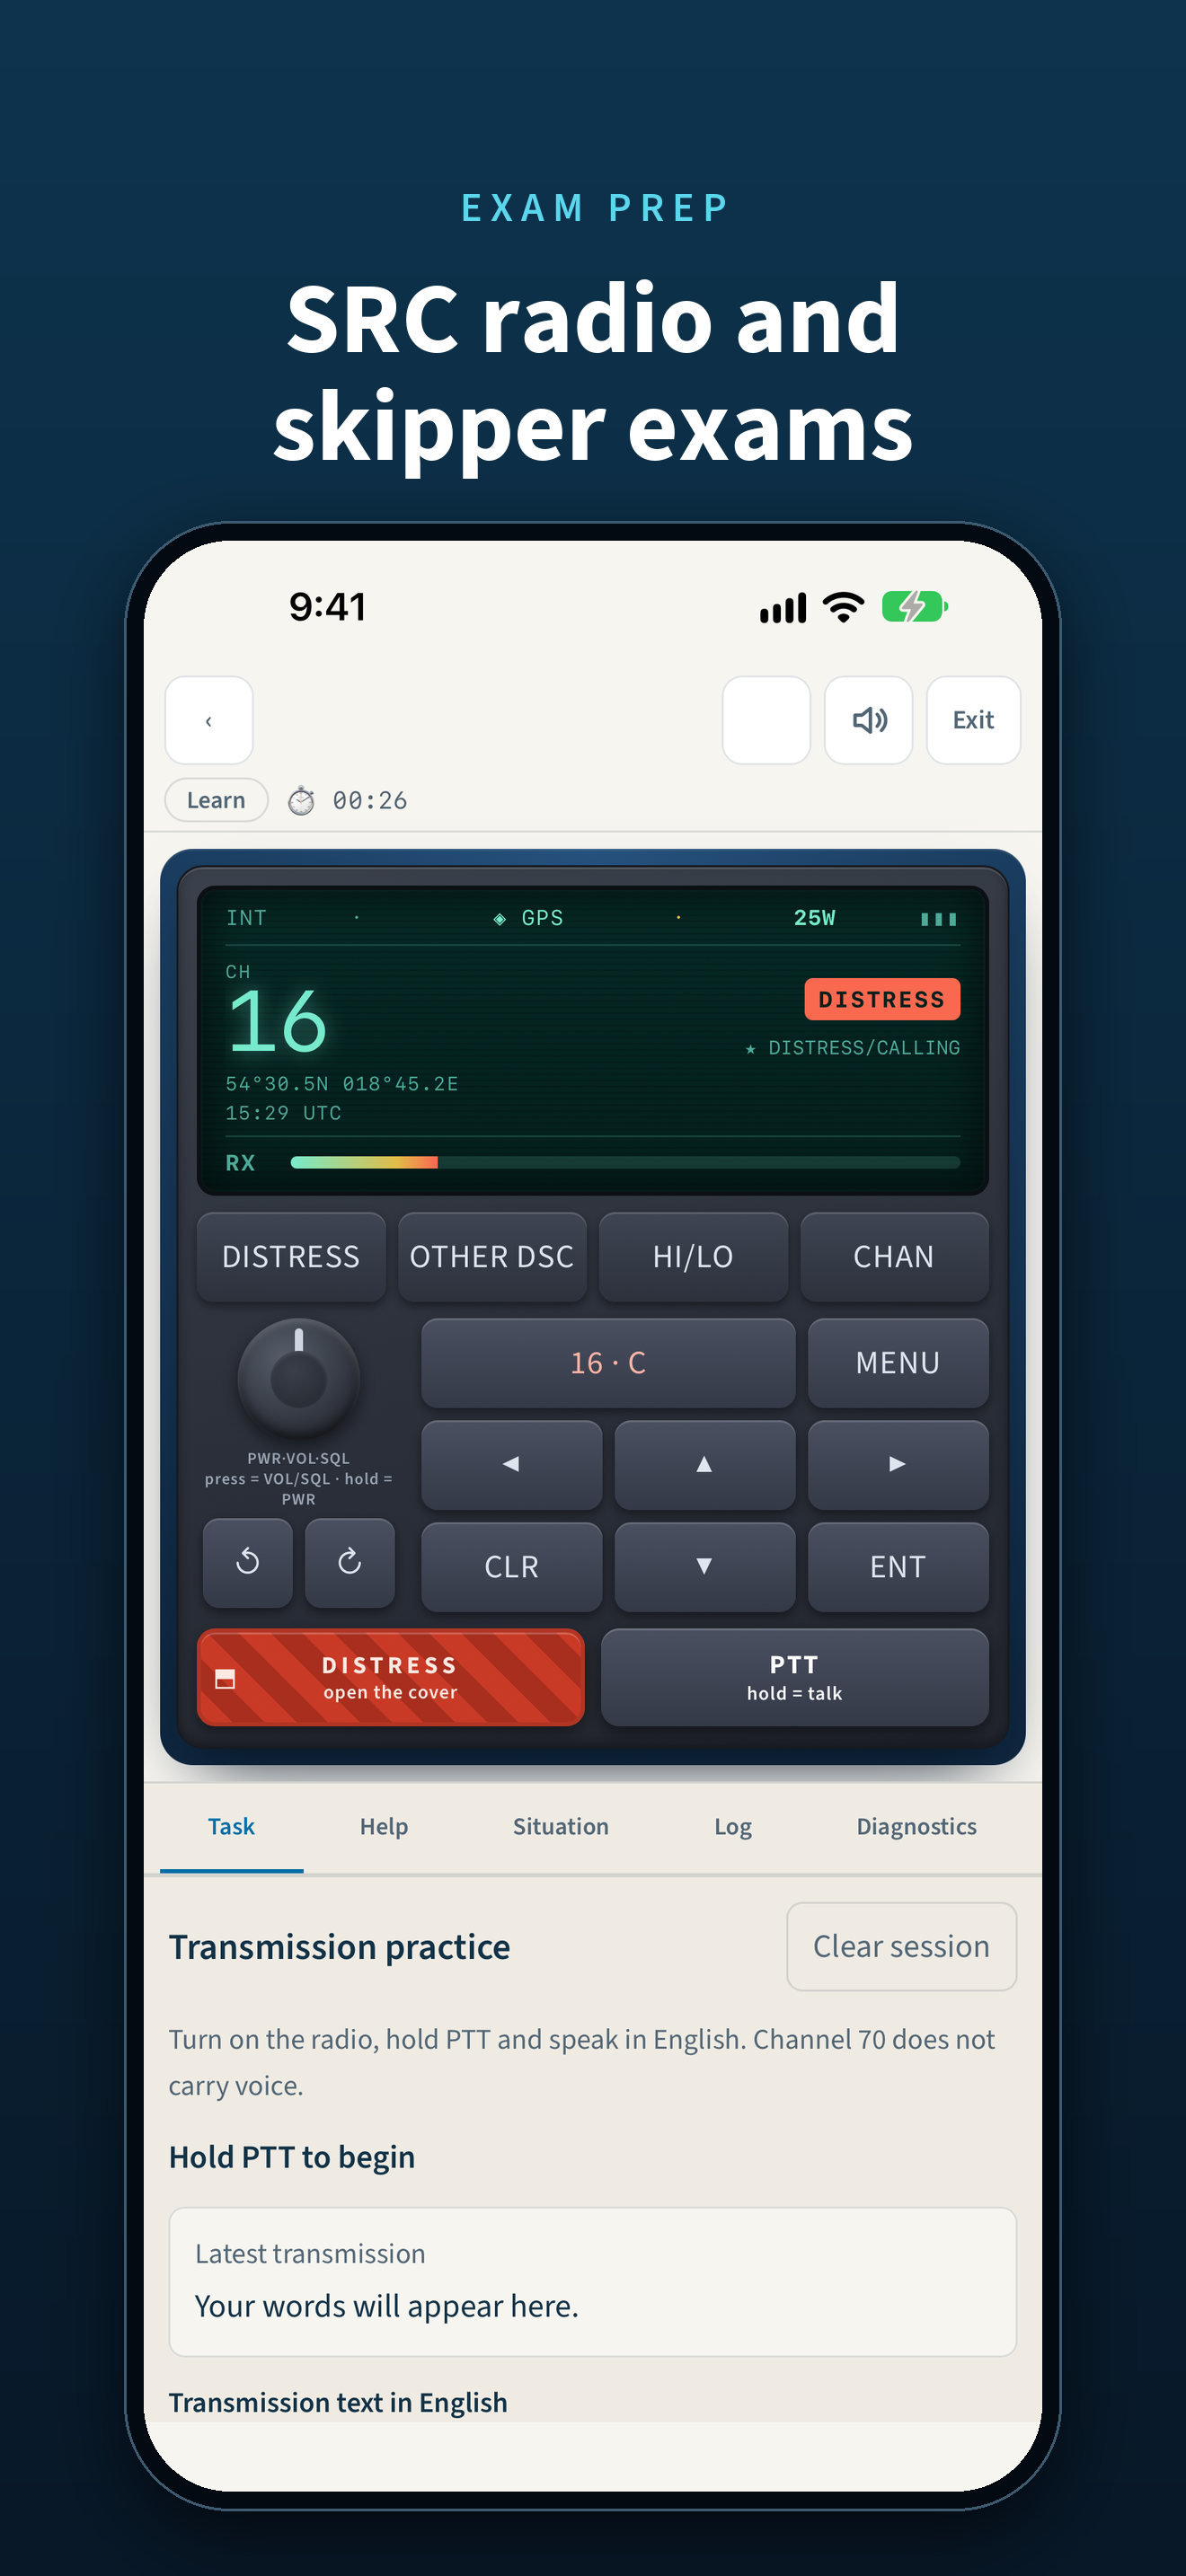 EXAM PREP
SRC radio and
skipper exams
9:41
‹
Exit
Learn
00:26
INT · ◈ GPS · 25W
CH
16
DISTRESS
★ DISTRESS/CALLING
54°30.5N 018°45.2E
15:29 UTC
RX
DISTRESS
OTHER DSC
HI/LO
CHAN
16 · C
MENU
PWR·VOL·SQL
press = VOL/SQL · hold =
PWR
◄
▲
►
CLR
▼
ENT
DISTRESS
open the cover
PTT
hold = talk
Task
Help
Situation
Log
Diagnostics
Transmission practice
Clear session
Turn on the radio, hold PTT and speak in English. Channel 70 does not
carry voice.
Hold PTT to begin
Latest transmission
Your words will appear here.
Transmission text in English